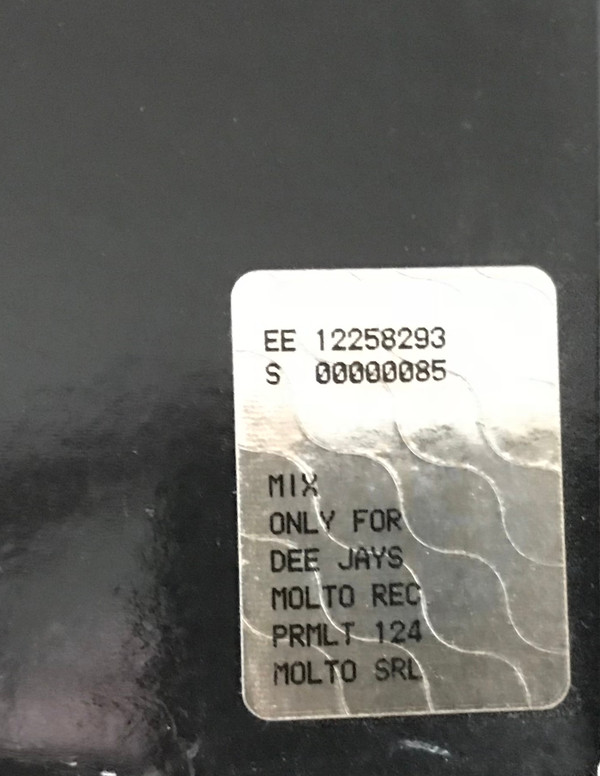 EE 12258293
S 00000085
MIX
ONLY FOR
DEE JAYS
MOLTO REC
PRMLT 124
MOLTO SRL